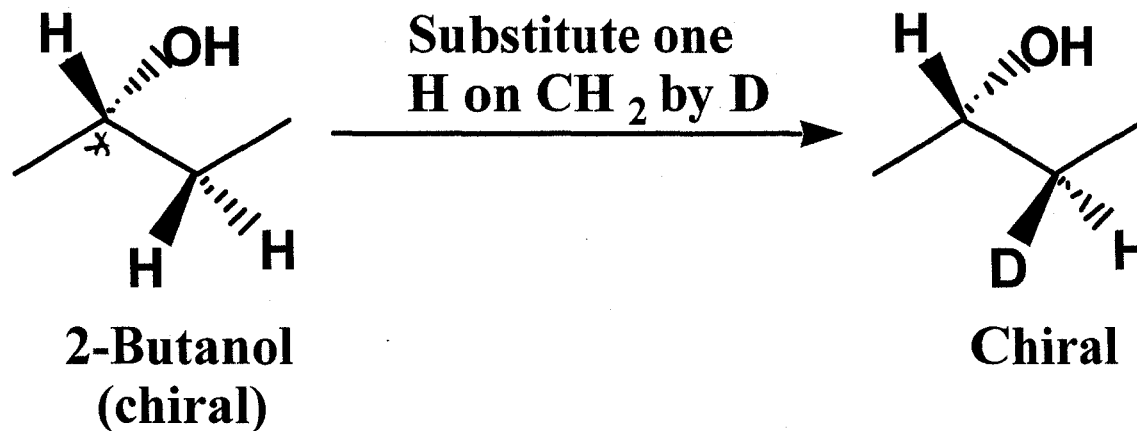 H OH
Substitute one
H on CH 2 by D
H OH
*
H H
D H
2-Butanol
(chiral)
Chiral